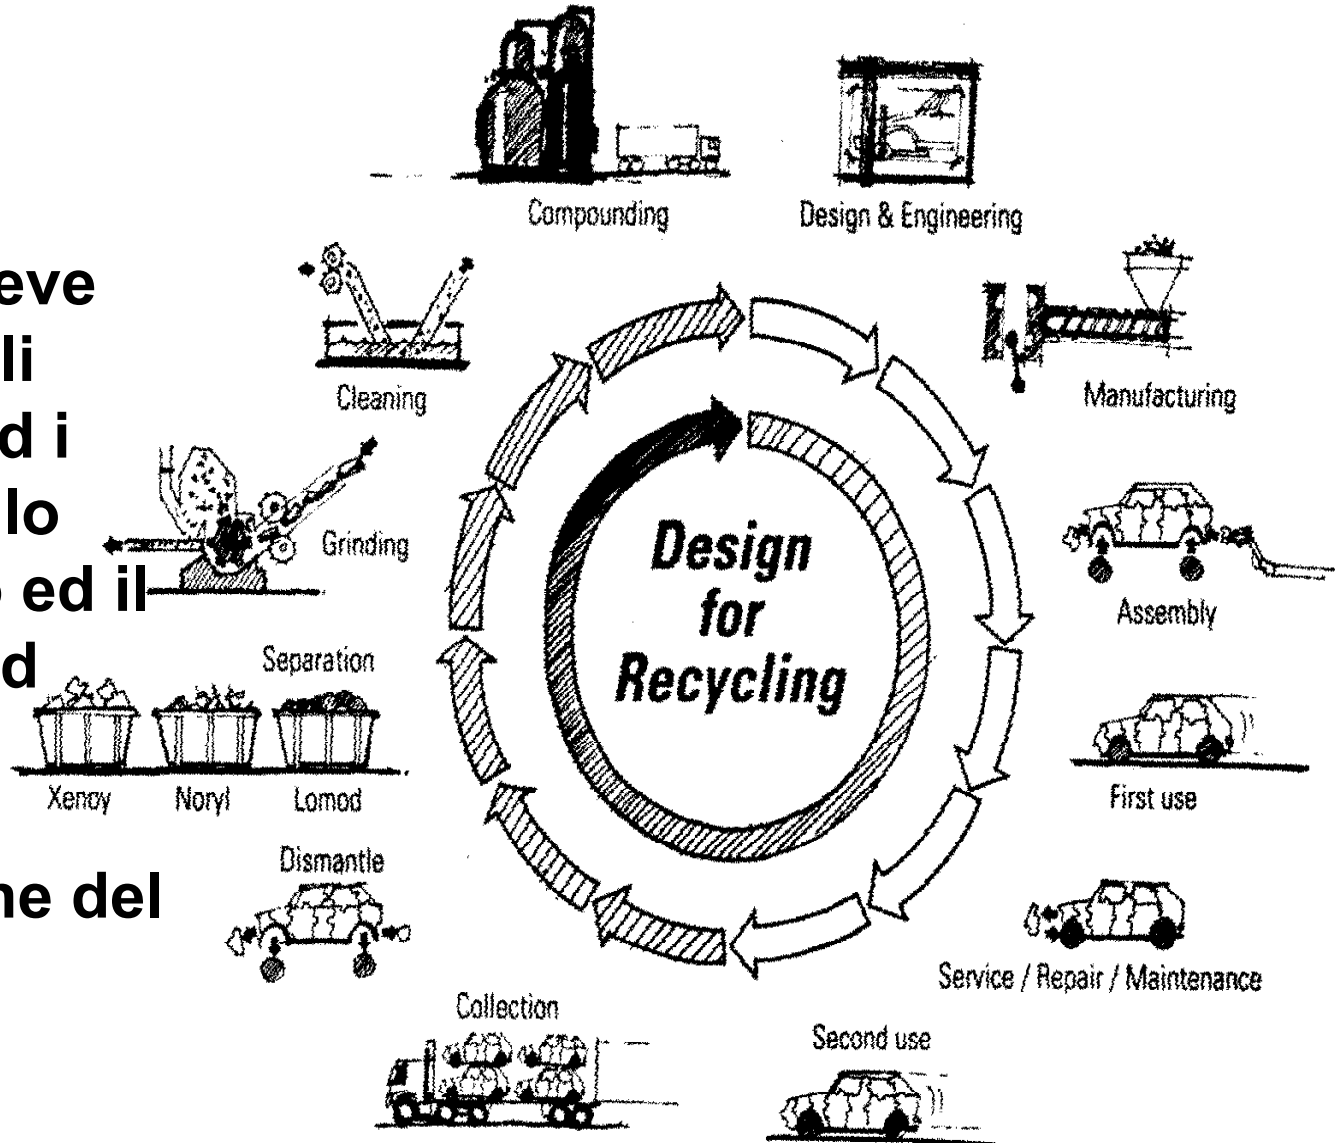 Compounding
Design & Engineering
eve
li
d i
lo
ed il
d
ne del
Cleaning
Manufacturing
Grinding
Assembly
Design
for
Recycling
Separation
Xenoy Noryl Lomod
First use
Dismantle
Service / Repair / Maintenance
Collection
Second use